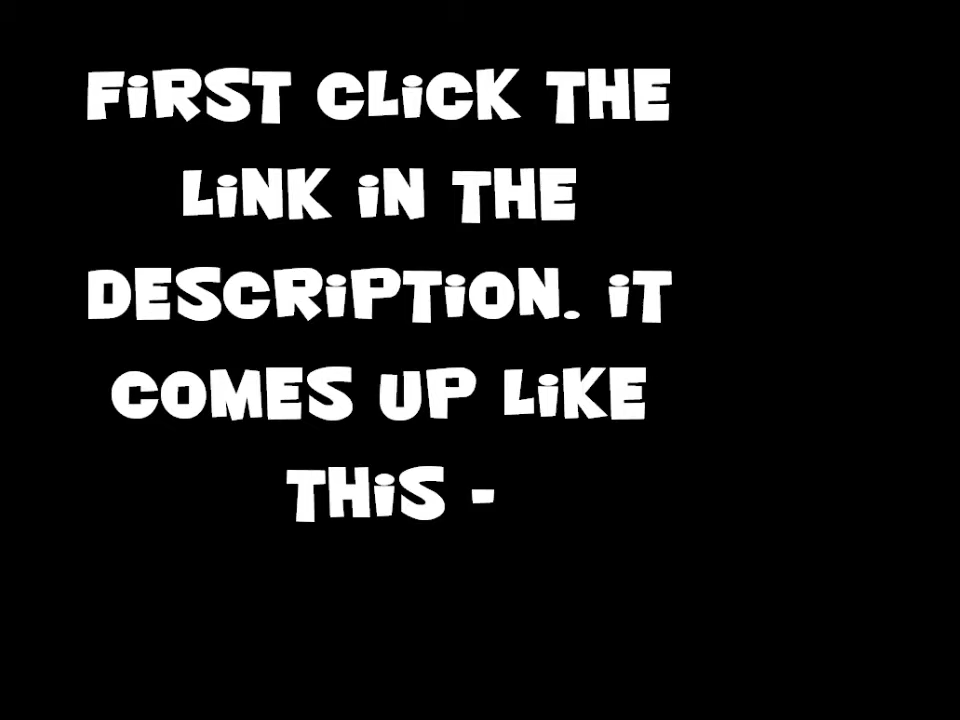 FiRST CLiCK THE
LiNK iN THE
DESCRiPTiON. iT
COMES UP LiKE
THiS -